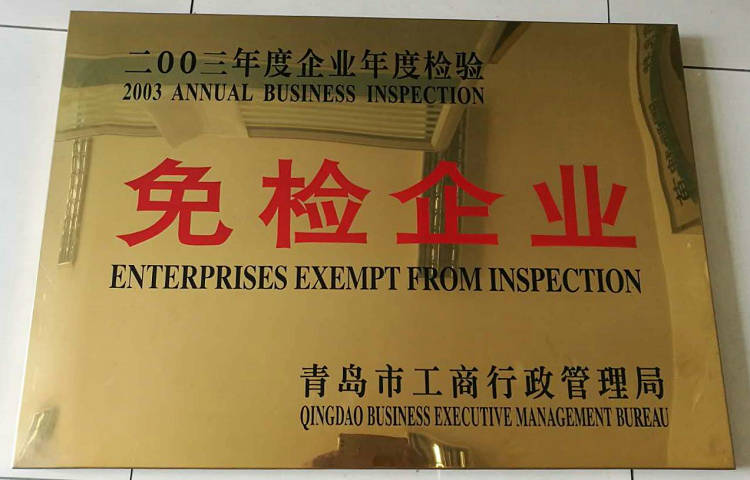 二00三年度企业年度检验
2003 ANNUAL BUSINESS INSPECTION
免检企业
ENTERPRISES EXEMPT FROM INSPECTION
青岛市工商行政管理局
QINGDAO BUSINESS EXECUTIVE MANAGEMENT BUREAU